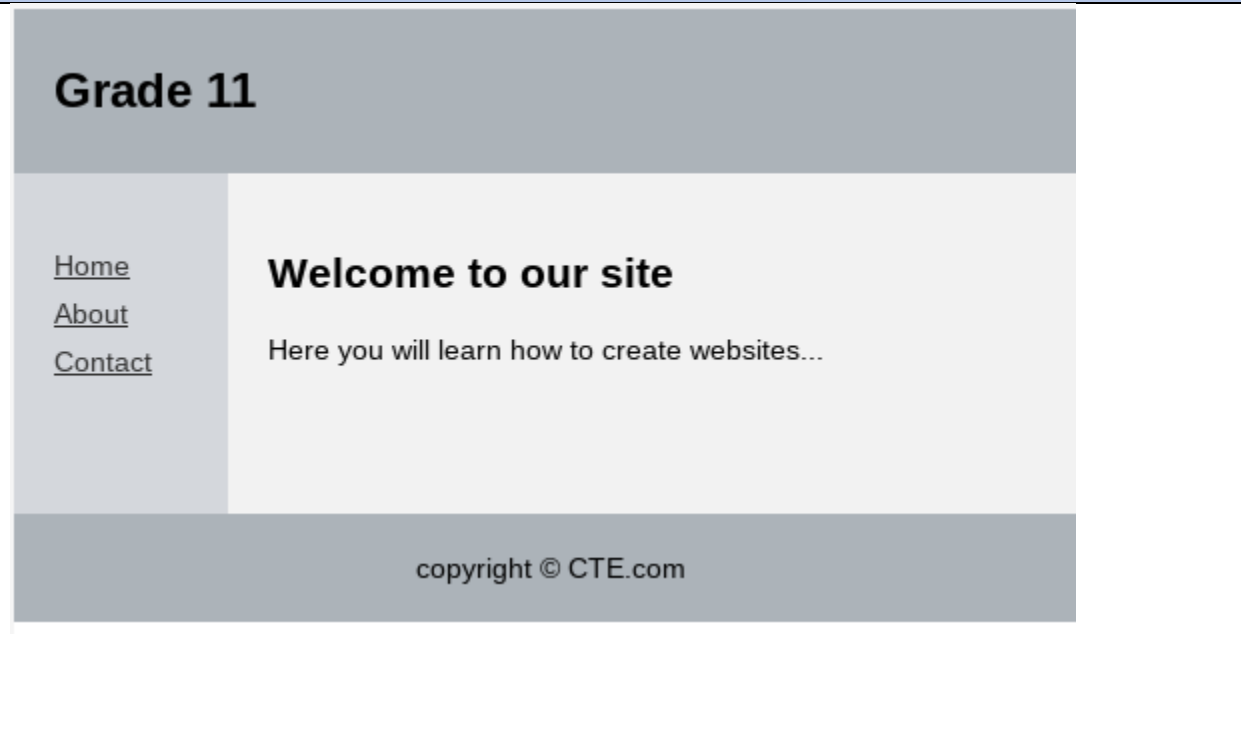 Grade 11
Home
About
Contact
Welcome to our site
Here you will learn how to create websites...
copyright © CTE.com